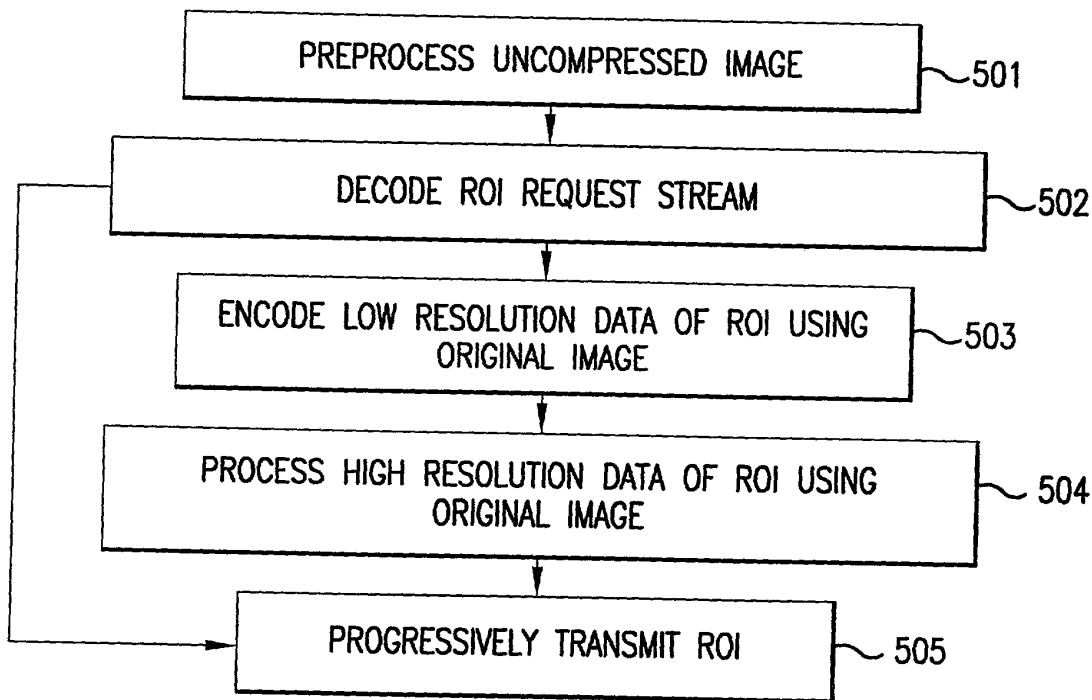 PREPROCESS UNCOMPRESSED IMAGE
501
DECODE ROI REQUEST STREAM
502
ENCODE LOW RESOLUTION DATA OF ROI USING
ORIGINAL IMAGE
503
PROCESS HIGH RESOLUTION DATA OF ROI USING
ORIGINAL IMAGE
504
PROGRESSIVELY TRANSMIT ROI
505